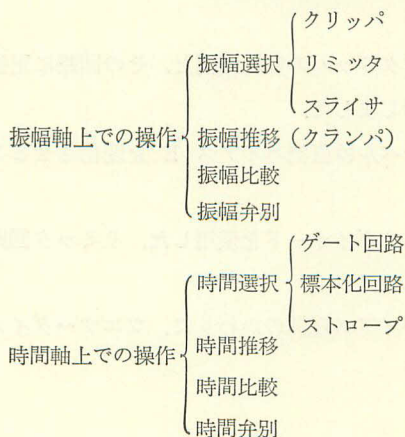 クリッパ
振幅選択 リミッタ
スライサ
振幅軸上での操作 振幅推移（クランパ）
振幅比較
振幅弁別
ゲート回路
時間選択 標本化回路
ストローブ
時間軸上での操作 時間推移
時間比較
時間弁別